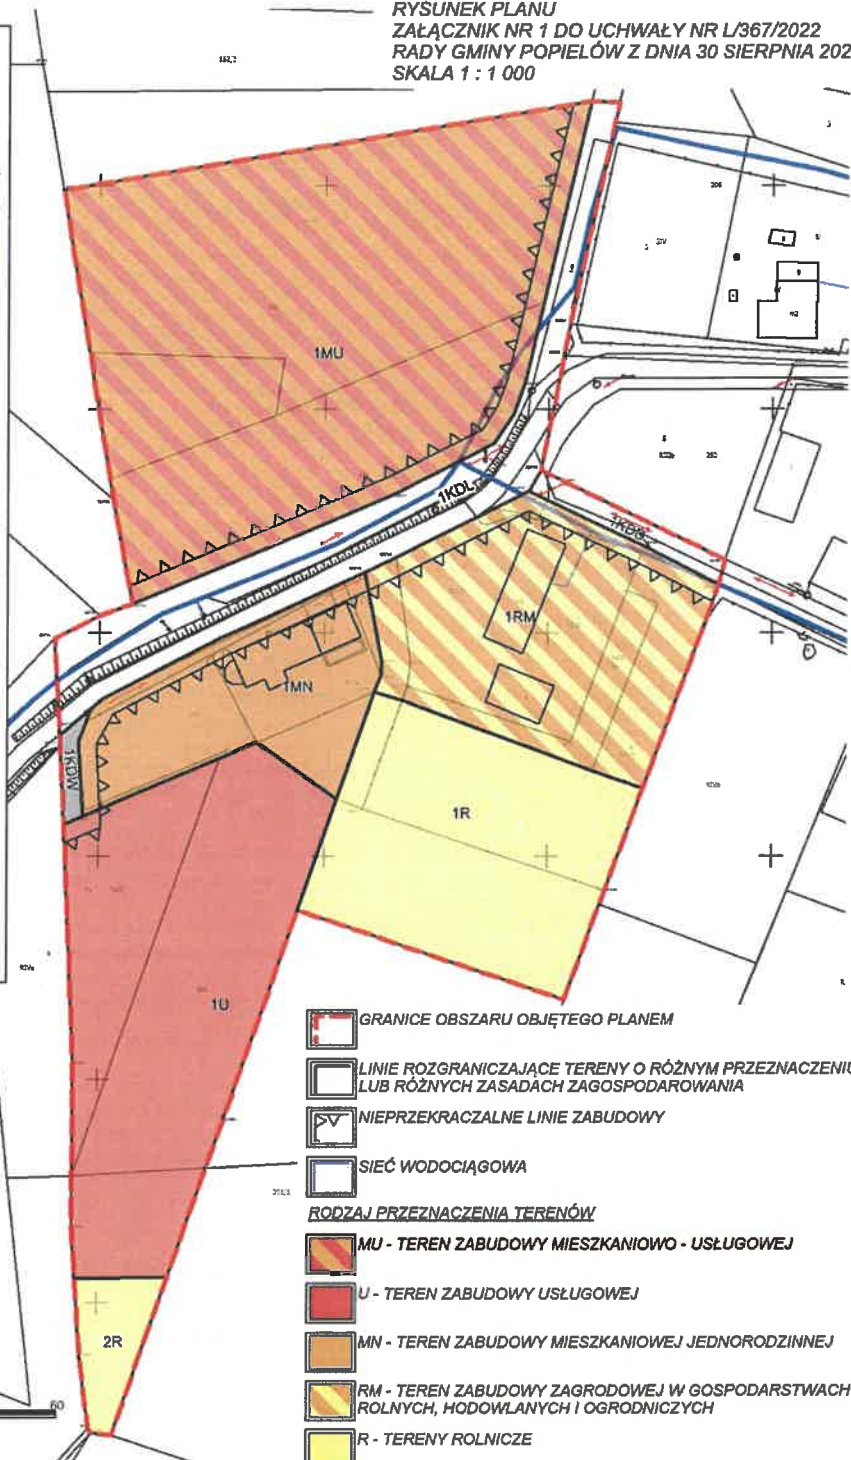 RYSUNEK PLANU
ZAŁĄCZNIK NR 1 DO UCHWAŁY NR L/367/2022
RADY GMINY POPIELÓW Z DNIA 30 SIERPNIA 202
SKALA 1 : 1 000
1MU
1KDL
1RM
1MN
1KDW
1R
1U
2R
GRANICE OBSZARU OBJĘTEGO PLANEM
LINIE ROZGRANICZAJĄCE TERENY O RÓŻNYM PRZEZNACZENIU
LUB RÓŻNYCH ZASADACH ZAGOSPODAROWANIA
NIEPRZEKRACZALNE LINIE ZABUDOWY
SIEĆ WODOCIĄGOWA
RODZAJ PRZEZNACZENIA TERENÓW
MU - TEREN ZABUDOWY MIESZKANIOWO - USŁUGOWEJ
U - TEREN ZABUDOWY USŁUGOWEJ
MN - TEREN ZABUDOWY MIESZKANIOWEJ JEDNORODZINNEJ
RM - TEREN ZABUDOWY ZAGRODOWEJ W GOSPODARSTWACH
ROLNYCH, HODOWLANYCH I OGRODNICZYCH
R - TERENY ROLNICZE